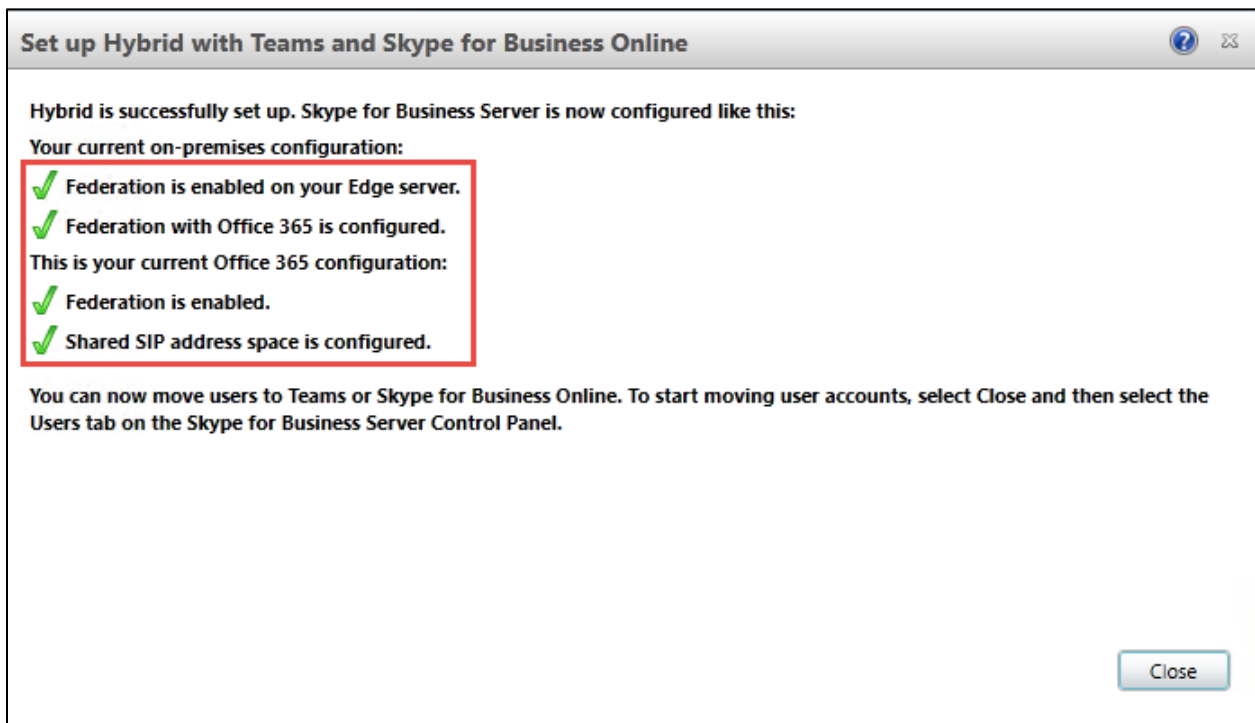 Set up Hybrid with Teams and Skype for Business Online
Hybrid is successfully set up. Skype for Business Server is now configured like this:
Your current on-premises configuration:
Federation is enabled on your Edge server.
Federation with Office 365 is configured.
This is your current Office 365 configuration:
Federation is enabled.
Shared SIP address space is configured.
You can now move users to Teams or Skype for Business Online. To start moving user accounts, select Close and then select the
Users tab on the Skype for Business Server Control Panel.
Close